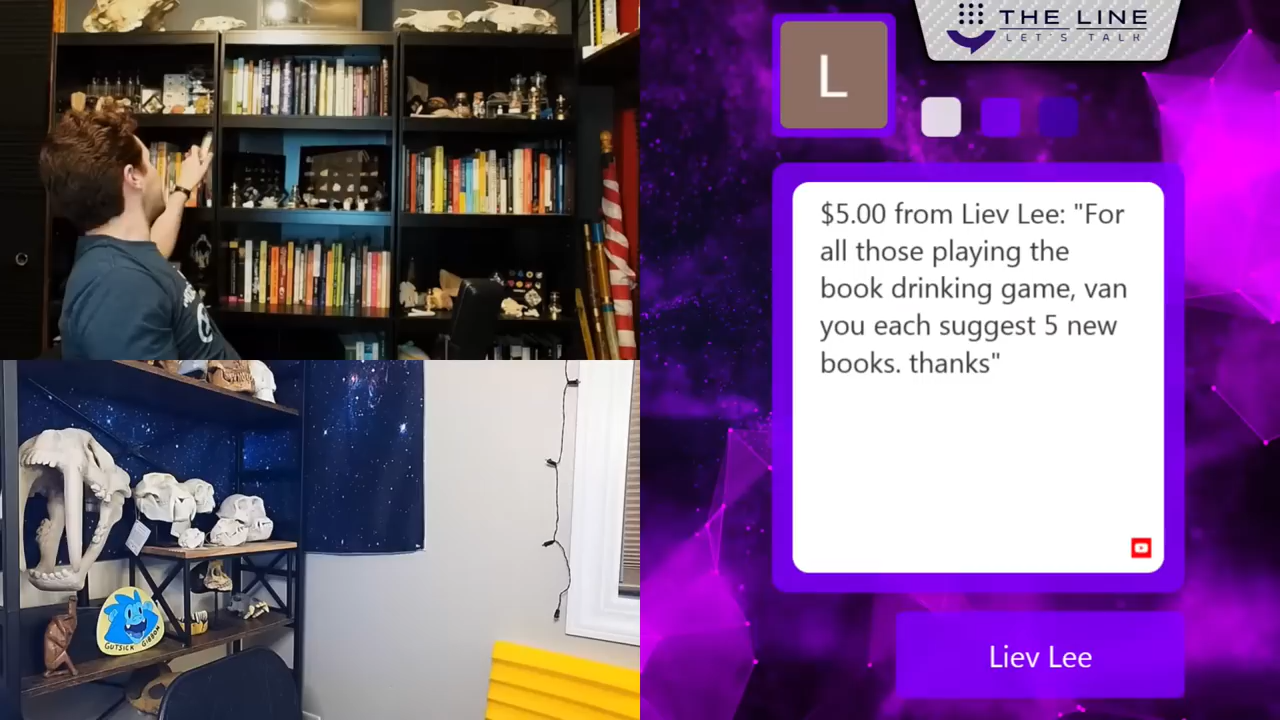 THE LINE
LET'S TALK
L
$5.00 from Liev Lee: "For
all those playing the
book drinking game, van
you each suggest 5 new
books. thanks"
Liev Lee
GUTSICK GIBBON